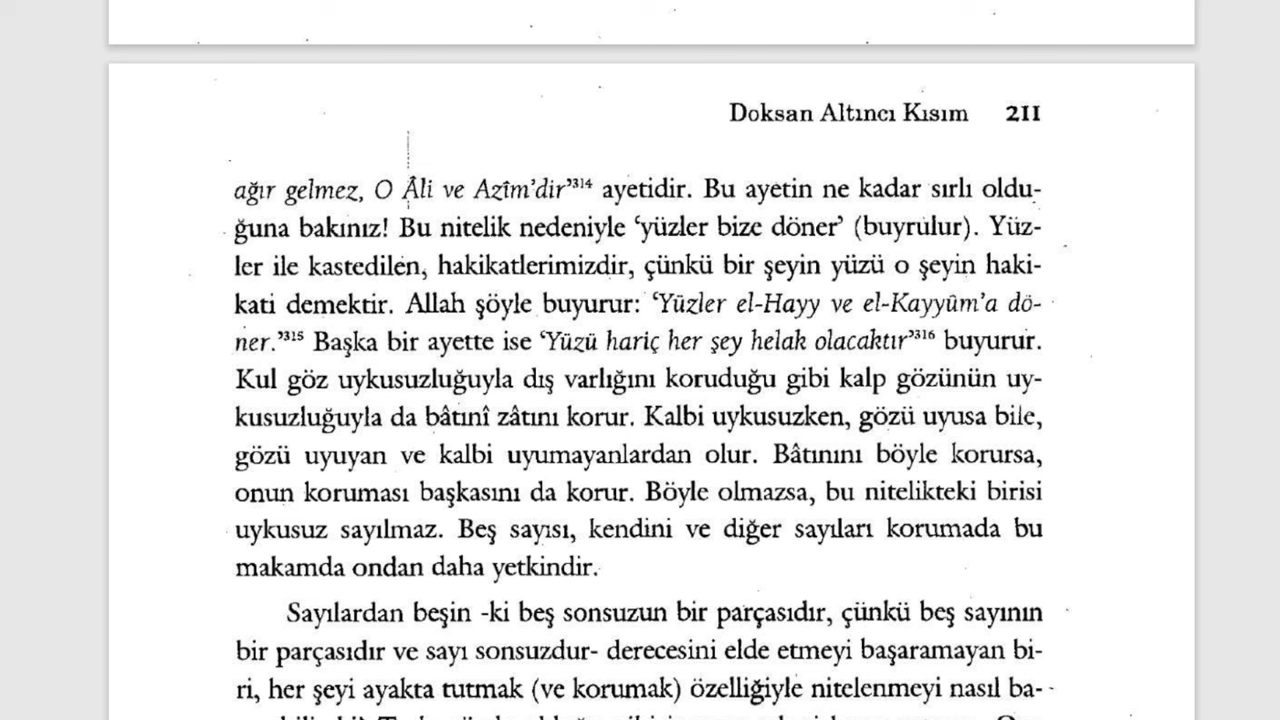 Doksan Altıncı Kısım 211
ağır gelmez, O Âli ve Azîm'dir'³¹⁴ ayetidir. Bu ayetin ne kadar sırlı oldu-
ğuna bakınız! Bu nitelik nedeniyle 'yüzler bize döner' (buyrulur). Yüz-
ler ile kastedilen, hakikatlerimizdir, çünkü bir şeyin yüzü o şeyin haki-
kati demektir. Allah şöyle buyurur: 'Yüzler el-Hayy ve el-Kayyûm'a dö-
ner.'³¹⁵ Başka bir ayette ise 'Yüzü hariç her şey helak olacaktır'³¹⁶ buyurur.
Kul göz uykusuzluğuyla dış varlığını koruduğu gibi kalp gözünün uy-
kusuzluğuyla da bâtınî zâtını korur. Kalbi uykusuzken, gözü uyusa bile,
gözü uyuyan ve kalbi uyumayanlardan olur. Bâtınını böyle korursa,
onun koruması başkasını da korur. Böyle olmazsa, bu nitelikteki birisi
uykusuz sayılmaz. Beş sayısı, kendini ve diğer sayıları korumada bu
makamda ondan daha yetkindir.
Sayılardan beşin -ki beş sonsuzun bir parçasıdır, çünkü beş sayının
bir parçasıdır ve sayı sonsuzdur- derecesini elde etmeyi başaramayan bi-
ri, her şeyi ayakta tutmak (ve korumak) özelliğiyle nitelenmeyi nasıl ba-